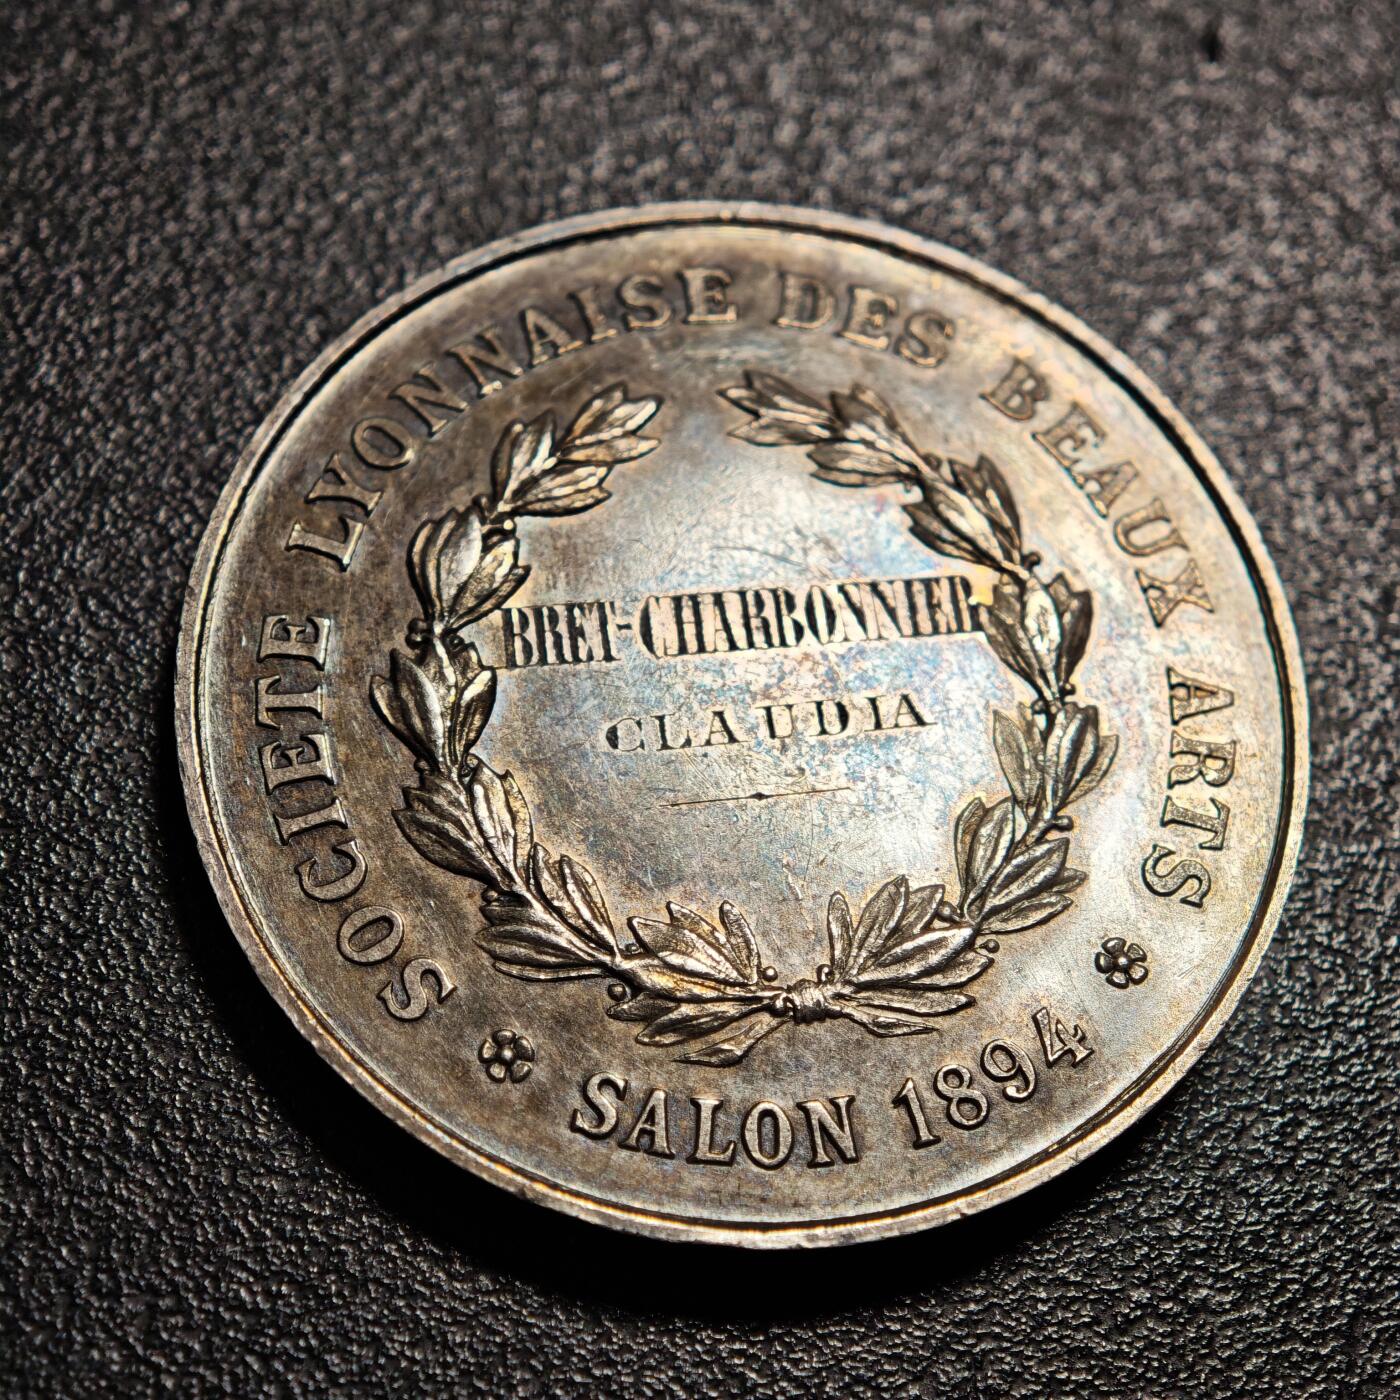 SOCIETE LYONNAISE DES BEAUX ARTS
BRET-CHARBONNIER
CLAUDIA
SALON 1894